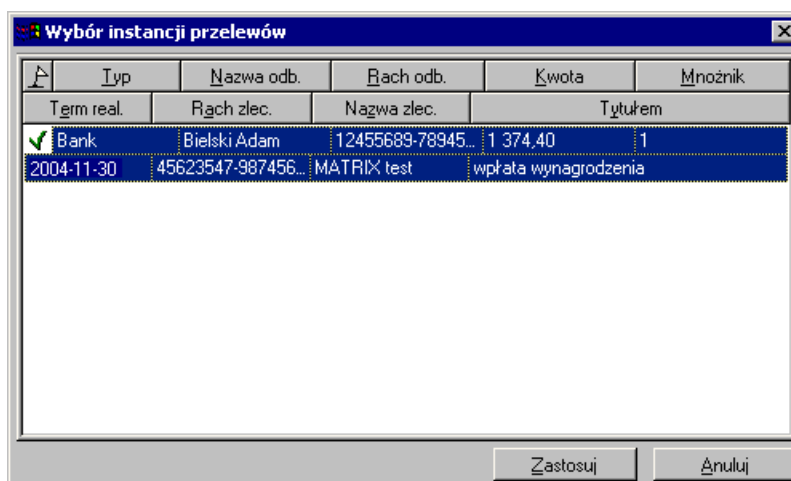 Wybór instancji przelewów
Typ Nazwa odb. Rach odb. Kwota Mnożnik
Term real. Rach zlec. Nazwa zlec. Tytułem
Bank Bielski Adam 12455689-78945... 1 374,40 1
2004-11-30 45623547-987456... MATRIX test wpłata wynagrodzenia
Zastosuj Anuluj